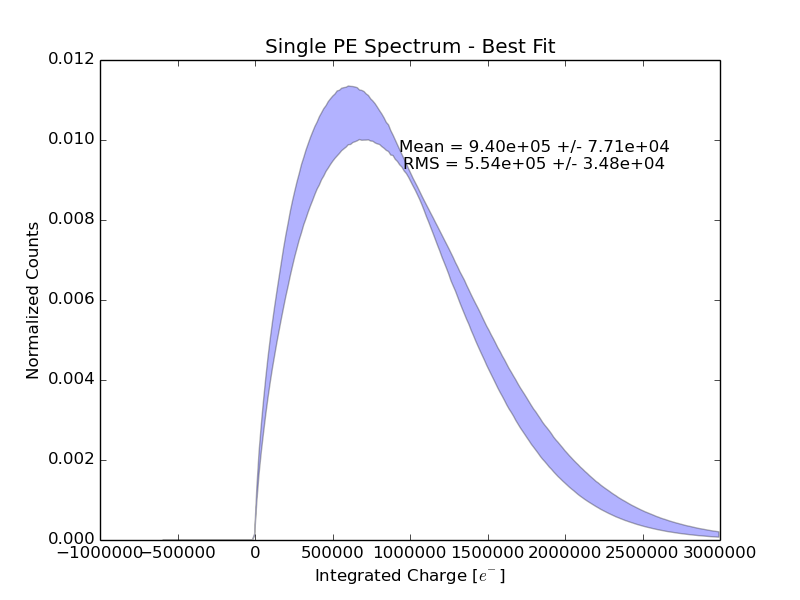 Single PE Spectrum - Best Fit
0.012
0.010
Mean = 9.40e+05 +/- 7.71e+04
RMS = 5.54e+05 +/- 3.48e+04
0.008
Normalized Counts
0.006
0.004
0.002
0.000
−1000000 −500000 0 500000 1000000 1500000 2000000 2500000 3000000
Integrated Charge [e⁻]